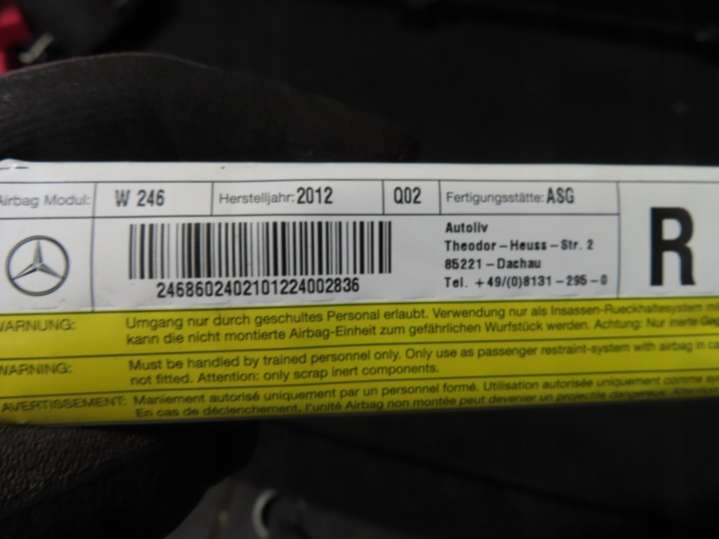 Airbag Modul: W 246 Herstelljahr: 2012 Q02 Fertigungsstätte: ASG
R
Autoliv
Theodor-Heuss-Str. 2
85221-Dachau
Tel. +49/(0)8131-295-0
2468602402101224002836
WARNUNG: Umgang nur durch geschultes Personal erlaubt. Verwendung nur als Insassen-Rueckhaltesystem
kann die nicht montierte Airbag-Einheit zum gefährlichen Wurfstück werden. Achtung: Nur inerte
WARNING: Must be handled by trained personnel only. Only use as passenger restraint-system with airbag in
not fitted. Attention: only scrap inert components.
AVERTISSEMENT: Maniement autorisé uniquement par un personnel formé. Utilisation autorisée uniquement comme
En cas de déclenchement, l'unité Airbag non montée peut devenir un projectile dangereux.